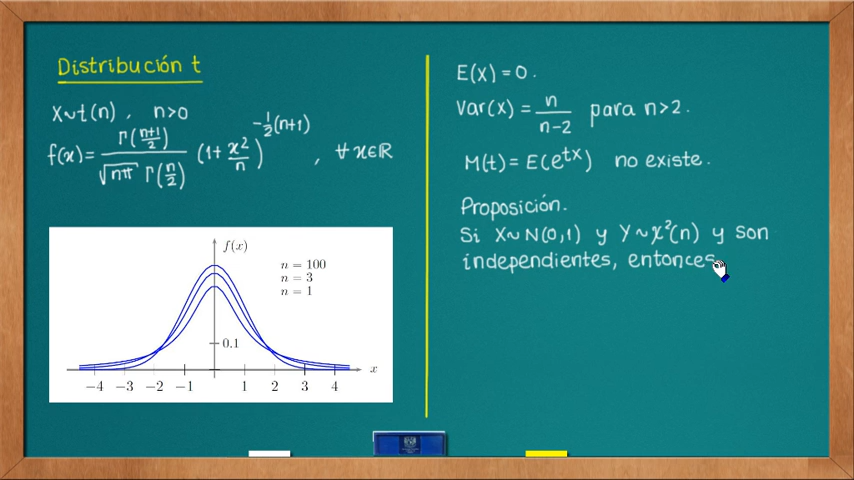 Distribución t
X~t(n), n>0
f(x)= Γ((n+1)/2) / (√(nπ) Γ(n/2)) (1+x²/n)^(-½(n+1)), ∀ x∈ℝ
f(x)
n = 100
n = 3
n = 1
0.1
x
−4 −3 −2 −1 1 2 3 4
E(X)=0.
Var(X)= n/(n-2) para n>2.
M(t)=E(e^(tX)) no existe.
Proposición.
Si X~N(0,1) y Y~χ²(n) y son
independientes, entonces